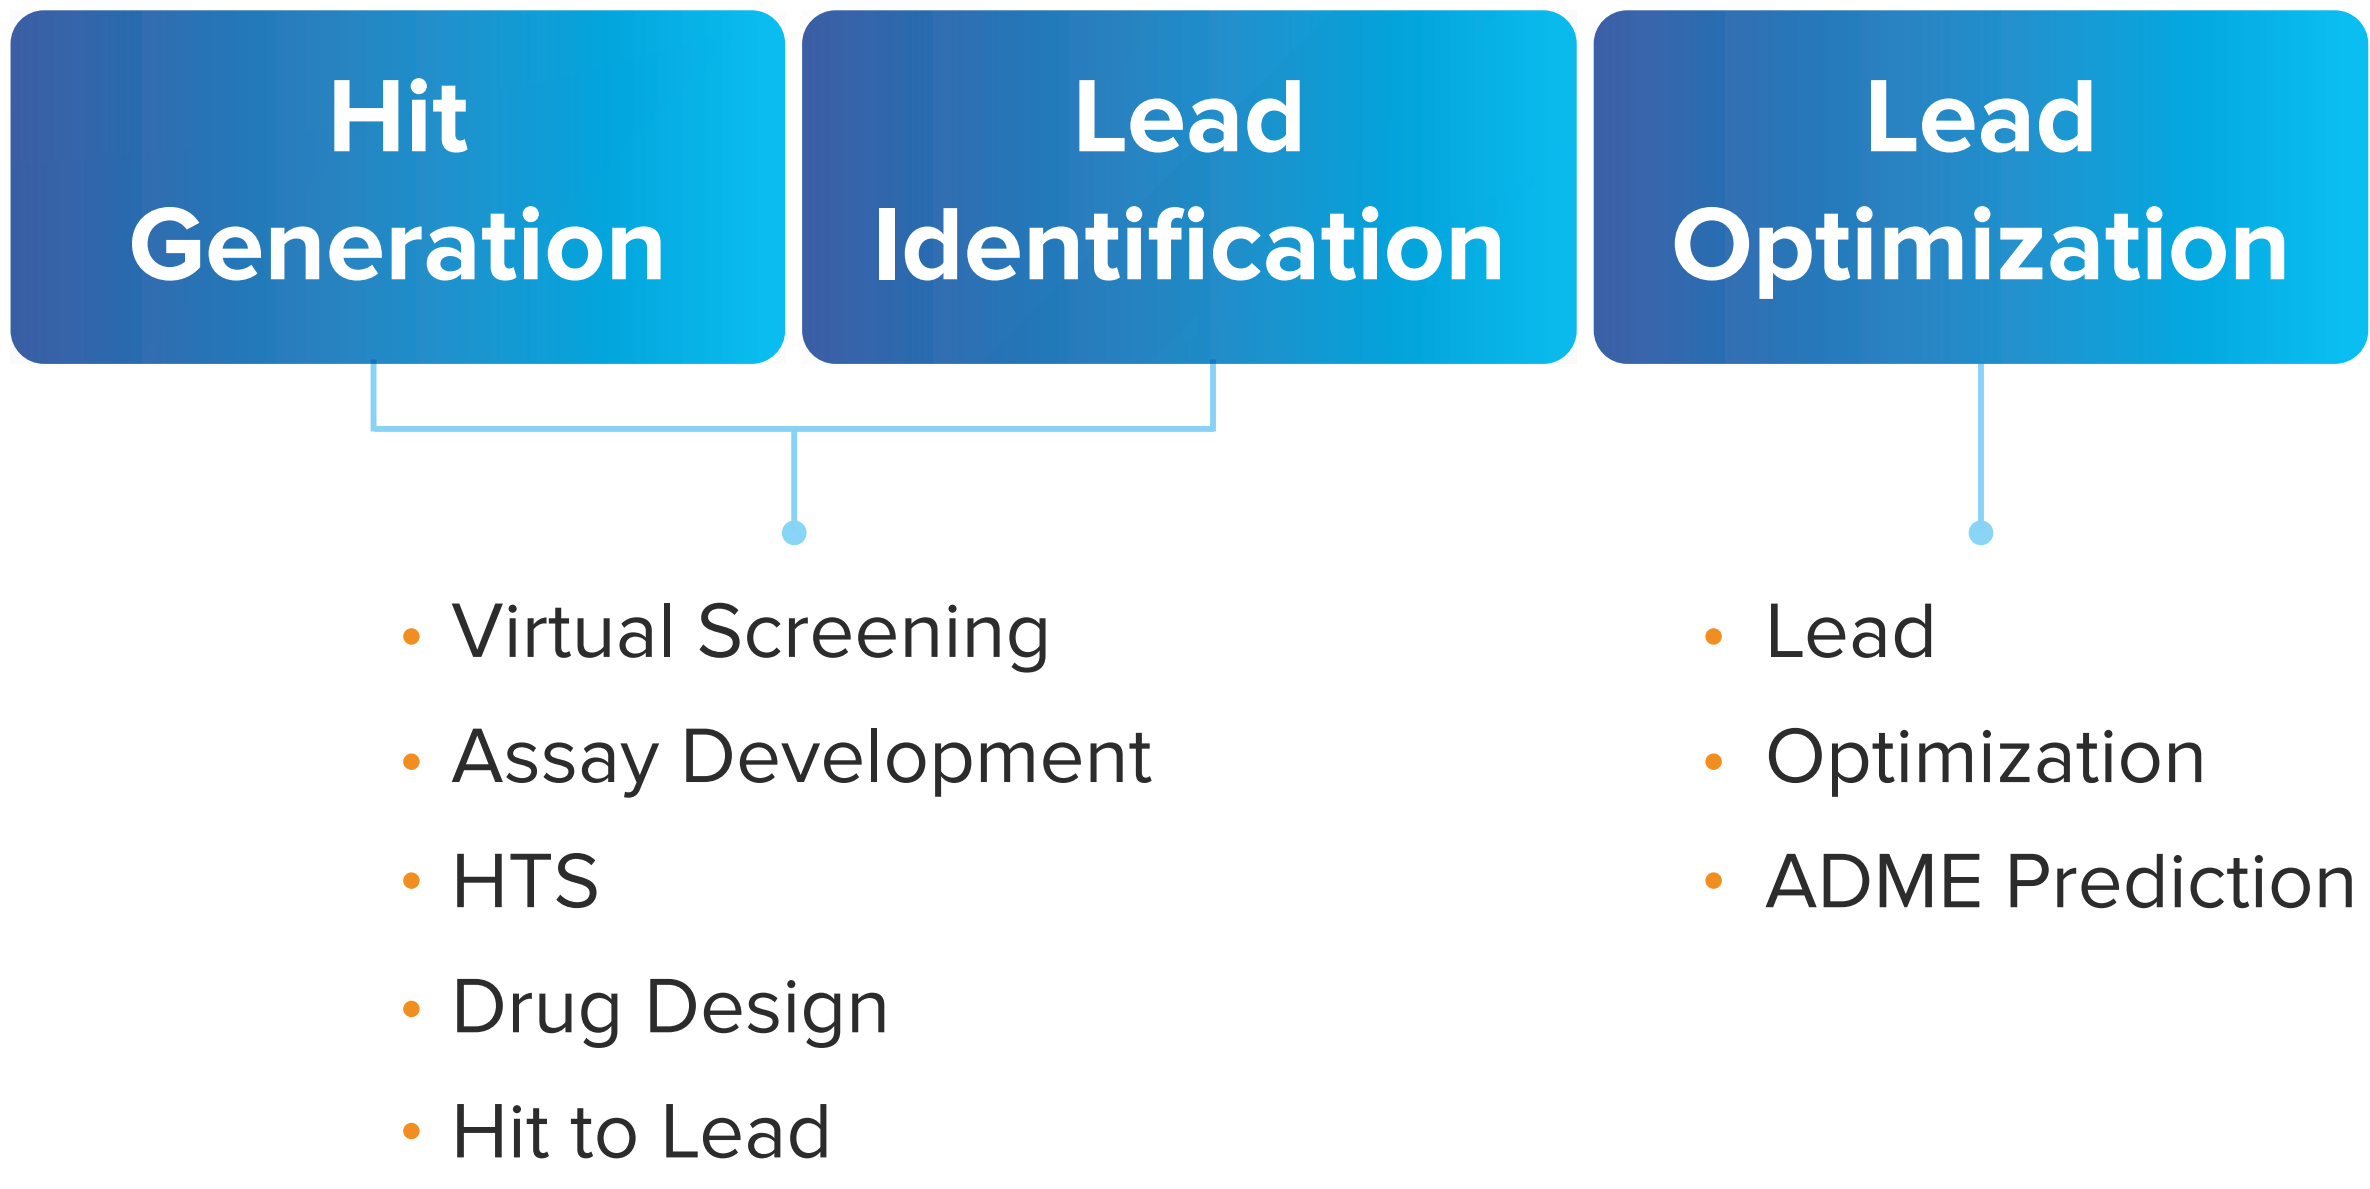 Hit
Generation
Lead
Identification
Lead
Optimization
• Virtual Screening
• Assay Development
• HTS
• Drug Design
• Hit to Lead
• Lead
• Optimization
• ADME Prediction